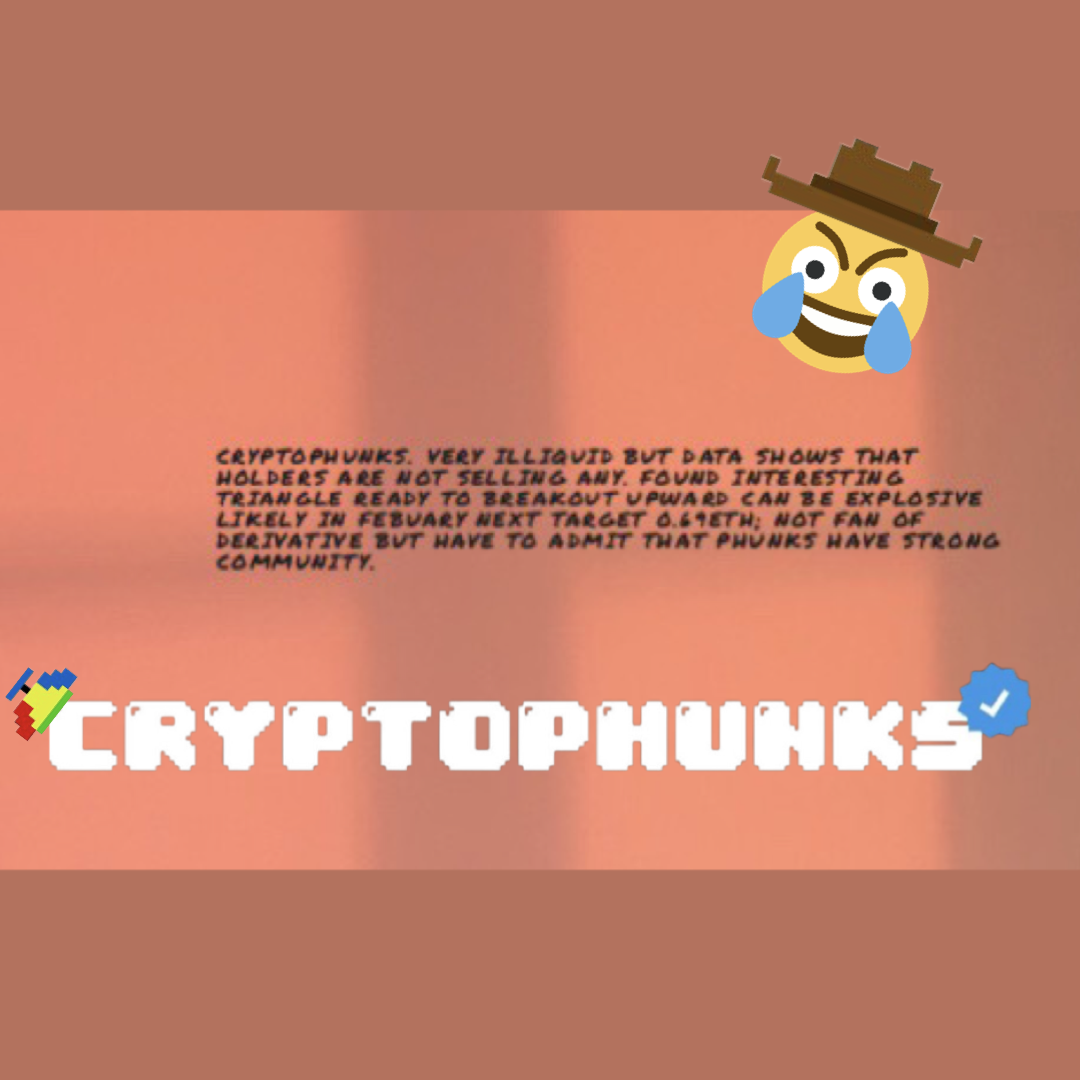 CRYPTOPHUNKS. VERY ILLIQUID BUT DATA SHOWS THAT
HOLDERS ARE NOT SELLING ANY. FOUND INTERESTING
TRIANGLE READY TO BREAKOUT UPWARD CAN BE EXPLOSIVE
LIKELY IN FEBUARY NEXT TARGET 0.69ETH; NOT FAN OF
DERIVATIVE BUT HAVE TO ADMIT THAT PHUNKS HAVE STRONG
COMMUNITY.
CRYPTOPHUNKS